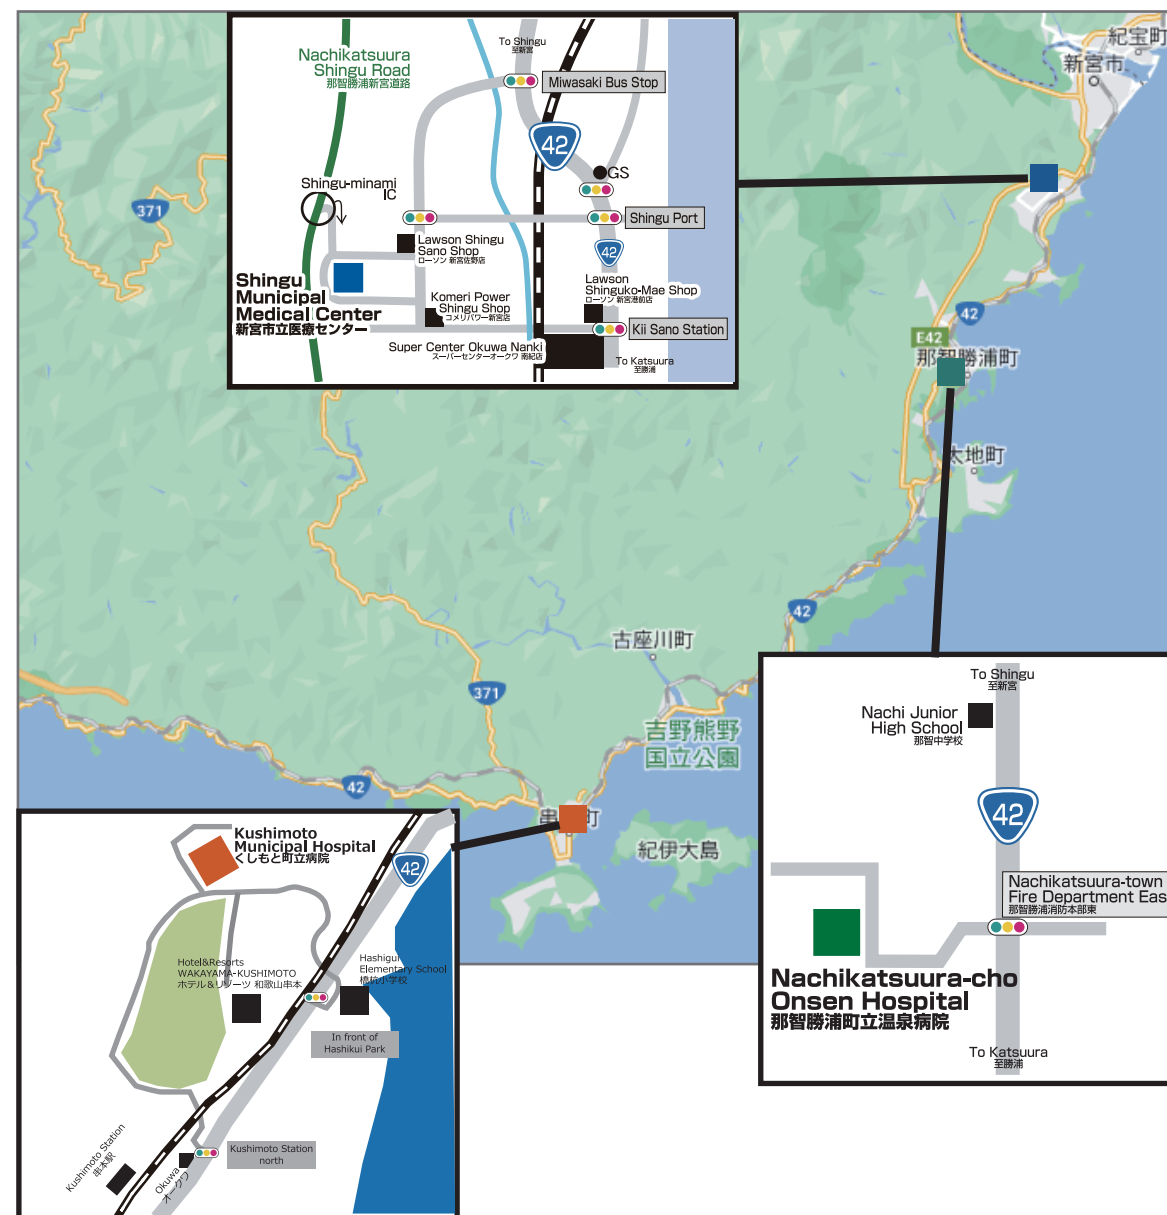 Nachikatsuura
Shingu Road
那智勝浦新宮道路
To Shingu
至新宮
Miwasaki Bus Stop
42
GS
Shingu-minami
IC
Shingu Port
Lawson Shingu
Sano Shop
ローソン 新宮佐野店
42
Lawson
Shinguko-Mae Shop
ローソン 新宮港前店
Shingu
Municipal
Medical Center
新宮市立医療センター
Komeri Power
Shingu Shop
コメリパワー新宮店
Kii Sano Station
Super Center Okuwa Nanki
スーパーセンターオークワ 南紀店
To Katsuura
至勝浦
紀宝町
新宮市
371
42
E42
那智勝浦町
太地町
42
古座川町
371
吉野熊野
国立公園
42
紀伊大島
Kushimoto
Municipal Hospital
くしもと町立病院
42
Hotel&Resorts
WAKAYAMA-KUSHIMOTO
ホテル＆リゾーツ 和歌山串本
Hashigui
Elementary School
橋杭小学校
In front of
Hashikui Park
Kushimoto Station
串本駅
Okuwa
オークワ
Kushimoto Station
north
To Shingu
至新宮
Nachi Junior
High School
那智中学校
42
Nachikatsuura-town
Fire Department Eas
那智勝浦消防本部東
Nachikatsuura-cho
Onsen Hospital
那智勝浦町立温泉病院
To Katsuura
至勝浦